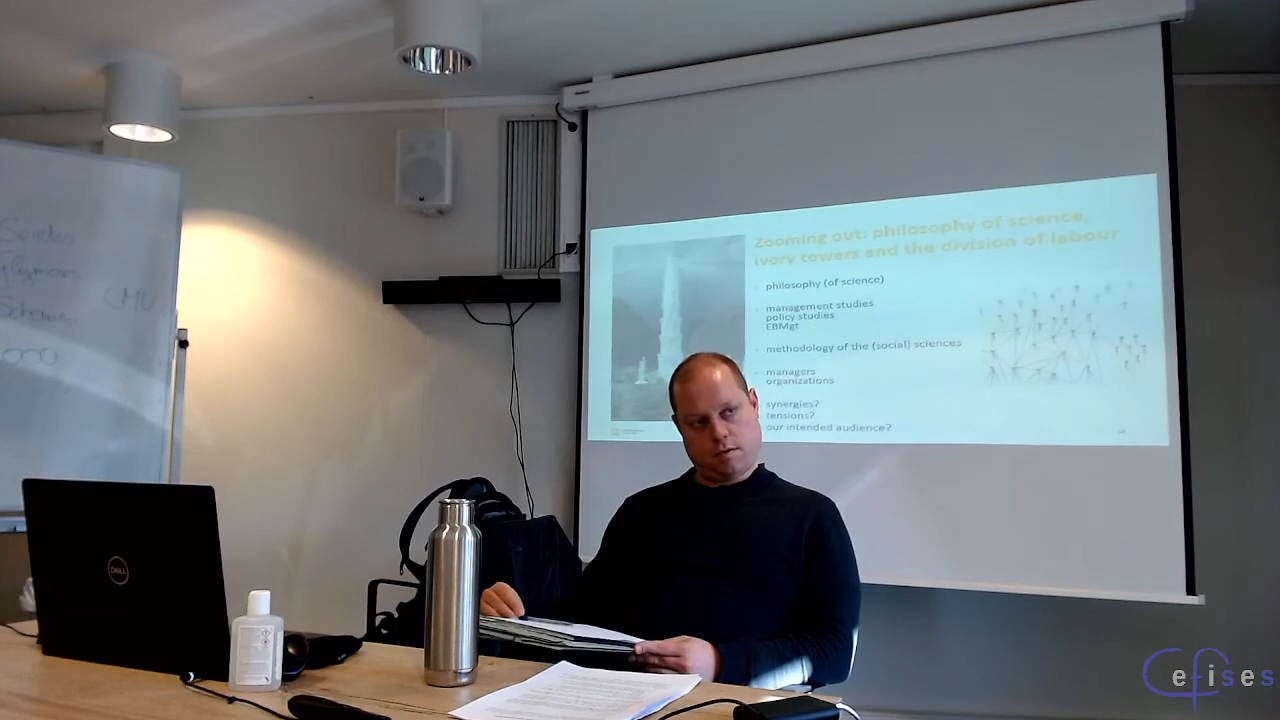 Zooming out: philosophy of science,
ivory towers and the division of labour
philosophy (of science)
management studies
policy studies
EBMgt
methodology of the (social) sciences
managers
organizations
synergies?
tensions?
our intended audience?
CMU
DELL
Cefises